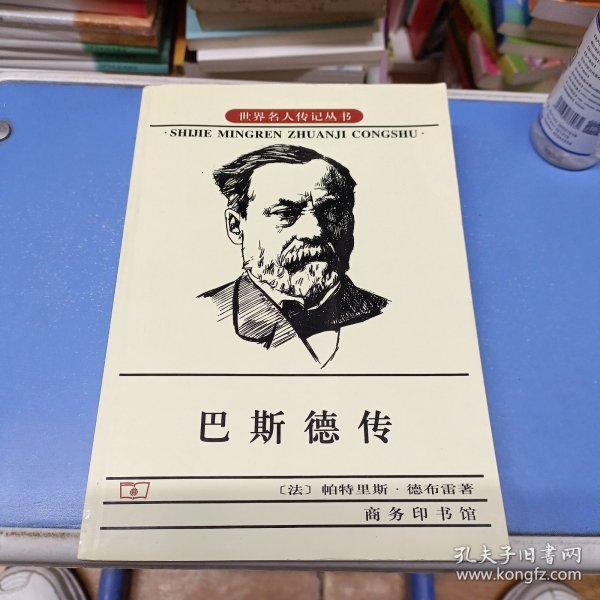 世界名人传记丛书
·SHIJIE MINGREN ZHUANJI CONGSHU·
巴斯德传
〔法〕帕特里斯·德布雷著
商务印书馆
孔夫子旧书网
www.kongfz.com